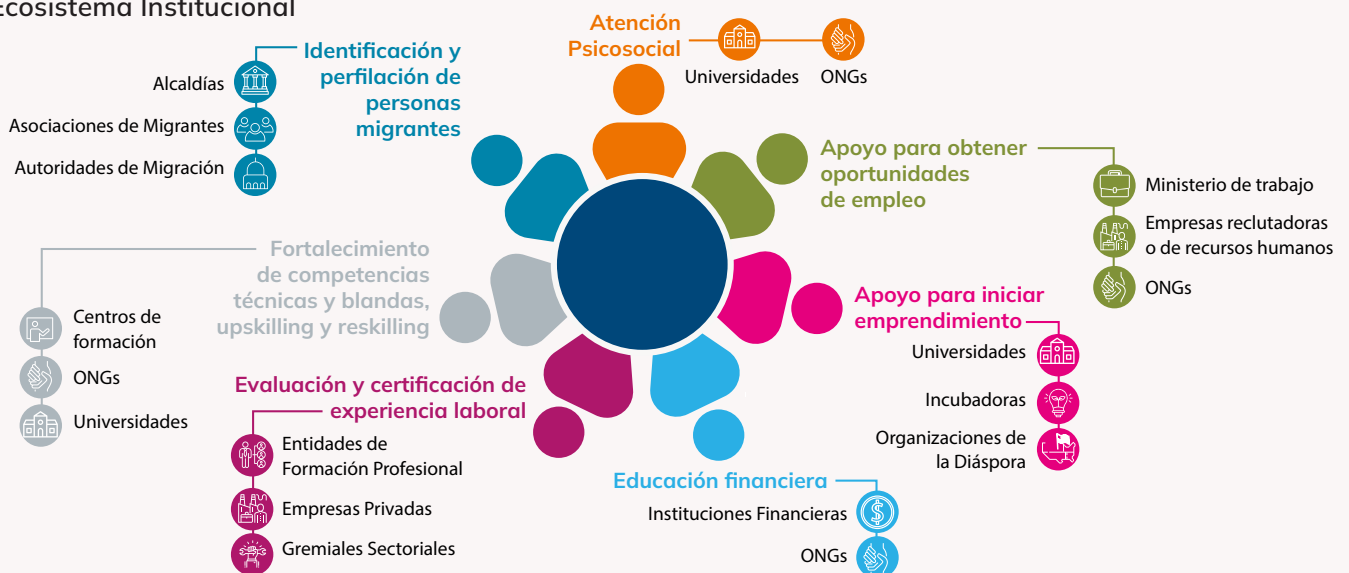 Ecosistema Institucional
Atención
Psicosocial
Universidades
ONGs
Identificación y
perfilación de
personas
migrantes
Alcaldías
Asociaciones de Migrantes
Autoridades de Migración
Apoyo para obtener
oportunidades
de empleo
Ministerio de trabajo
Empresas reclutadoras
o de recursos humanos
ONGs
Fortalecimiento
de competencias
técnicas y blandas,
upskilling y reskilling
Centros de
formación
ONGs
Universidades
Apoyo para iniciar
emprendimiento
Universidades
Incubadoras
Organizaciones de
la Diáspora
Evaluación y certificación de
experiencia laboral
Entidades de
Formación Profesional
Empresas Privadas
Gremiales Sectoriales
Educación financiera
Instituciones Financieras
ONGs